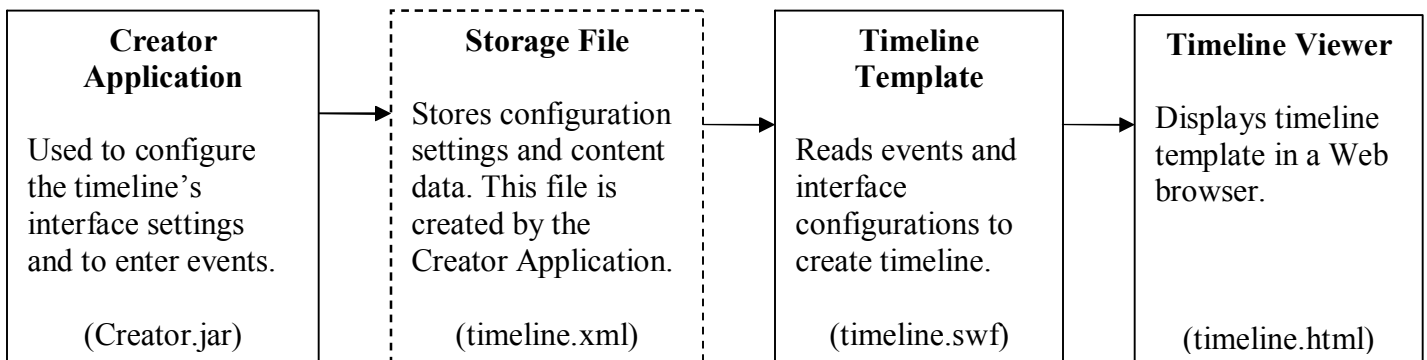 Creator
Application
Used to configure
the timeline’s
interface settings
and to enter events.
(Creator.jar)
Storage File
Stores configuration
settings and content
data. This file is
created by the
Creator Application.
(timeline.xml)
Timeline
Template
Reads events and
interface
configurations to
create timeline.
(timeline.swf)
Timeline Viewer
Displays timeline
template in a Web
browser.
(timeline.html)